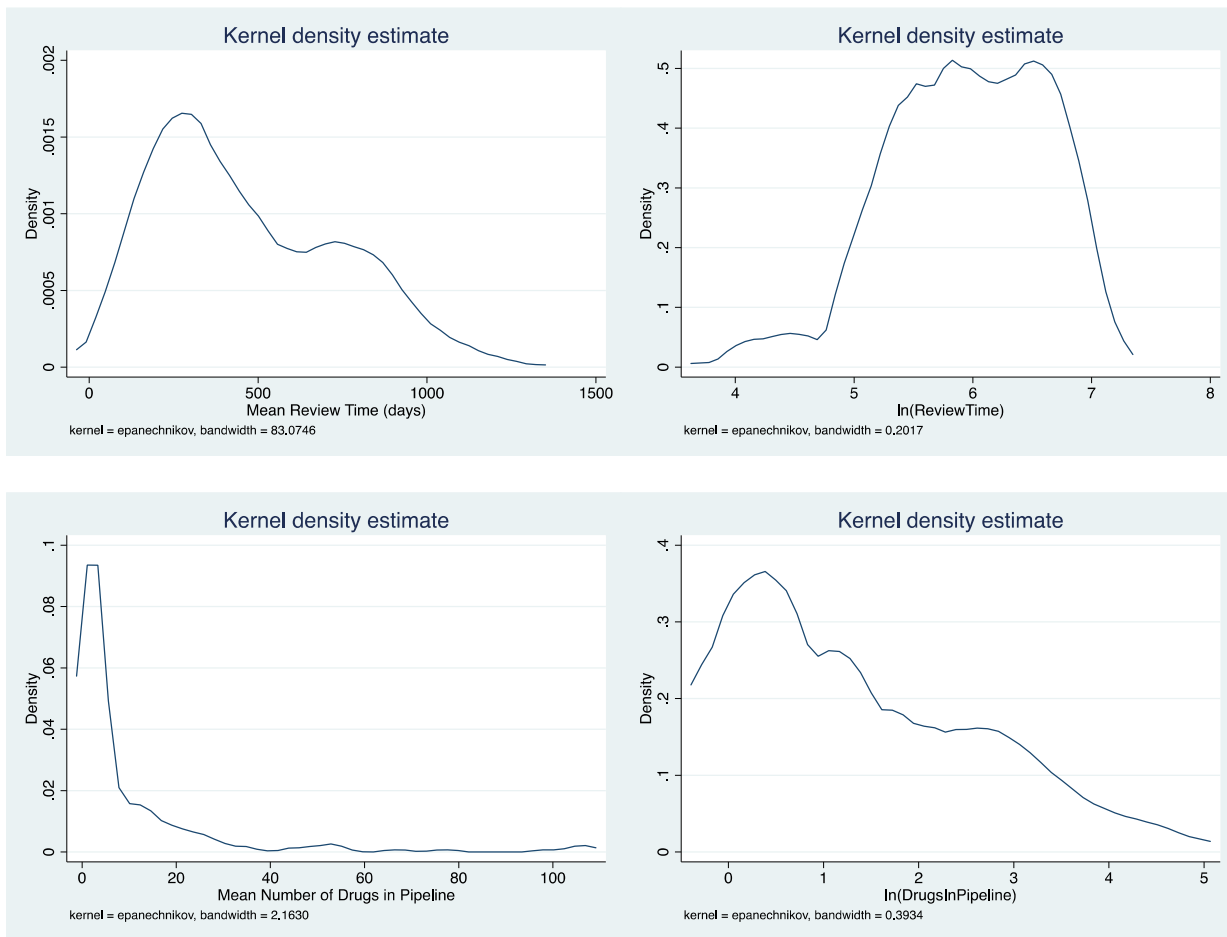 Kernel density estimate
Density
.002
.0015
.001
.0005
0
0 500 1000 1500
Mean Review Time (days)
kernel = epanechnikov, bandwidth = 83.0746
Kernel density estimate
Density
.5
.4
.3
.2
.1
0
4 5 6 7 8
ln(ReviewTime)
kernel = epanechnikov, bandwidth = 0.2017
Kernel density estimate
Density
.1
.08
.06
.04
.02
0
0 20 40 60 80 100
Mean Number of Drugs in Pipeline
kernel = epanechnikov, bandwidth = 2.1630
Kernel density estimate
Density
.4
.3
.2
.1
0
0 1 2 3 4 5
ln(DrugsInPipeline)
kernel = epanechnikov, bandwidth = 0.3934